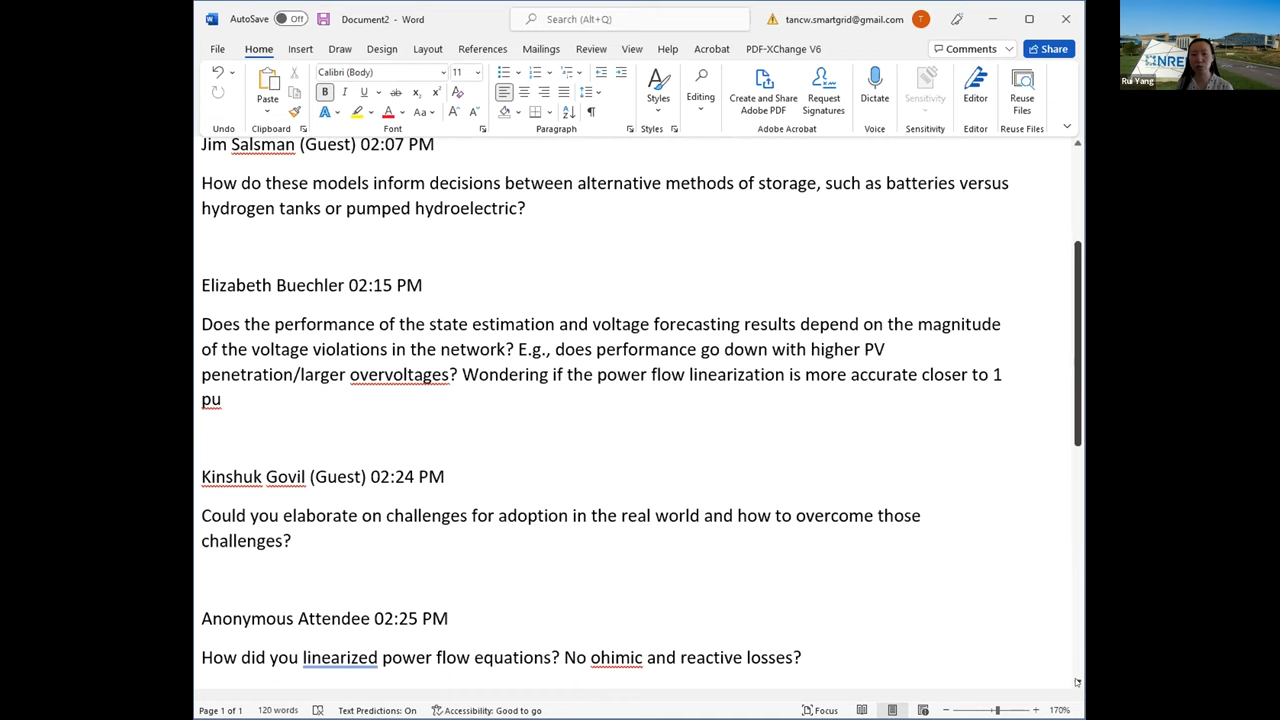 AutoSave Off Document2 - Word Search (Alt+Q) tancw.smartgrid@gmail.com T
File Home Insert Draw Design Layout References Mailings Review View Help Acrobat PDF-XChange V6 Comments Share
Calibri (Body) 11
Paste Styles Editing Create and Share Adobe PDF Request Signatures Dictate Sensitivity Editor Reuse Files
Undo Clipboard Font Paragraph Styles Adobe Acrobat Voice Sensitivity Editor Reuse Files
Jim Salsman (Guest) 02:07 PM
How do these models inform decisions between alternative methods of storage, such as batteries versus
hydrogen tanks or pumped hydroelectric?
Elizabeth Buechler 02:15 PM
Does the performance of the state estimation and voltage forecasting results depend on the magnitude
of the voltage violations in the network? E.g., does performance go down with higher PV
penetration/larger overvoltages? Wondering if the power flow linearization is more accurate closer to 1
pu
Kinshuk Govil (Guest) 02:24 PM
Could you elaborate on challenges for adoption in the real world and how to overcome those
challenges?
Anonymous Attendee 02:25 PM
How did you linearized power flow equations? No ohimic and reactive losses?
Page 1 of 1 120 words Text Predictions: On Accessibility: Good to go Focus 170%
NREL
Rui Yang